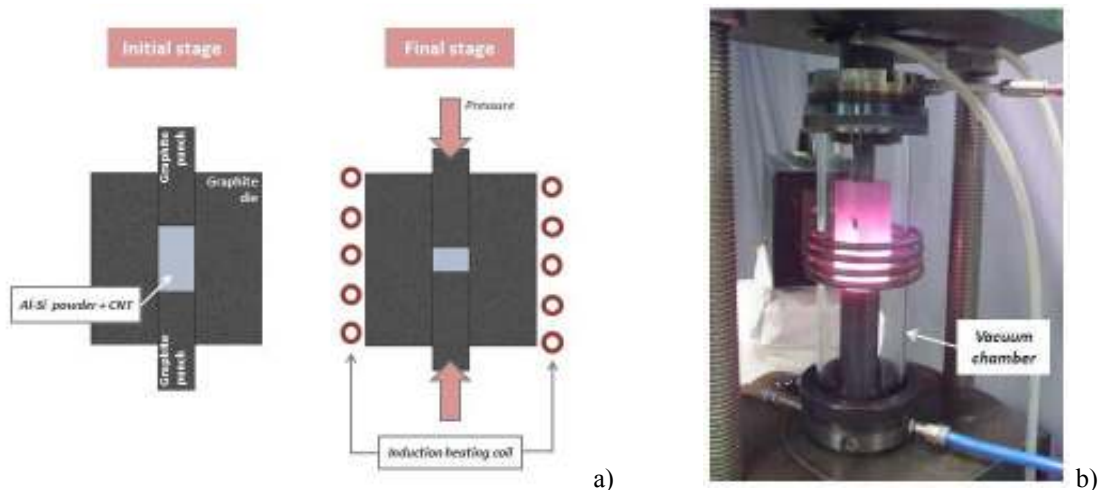 Initial stage
Final stage
Pressure
Graphite
punch
Graphite
die
Al-Si powder + CNT
Graphite
punch
Induction heating coil
a)
Vacuum
chamber
b)